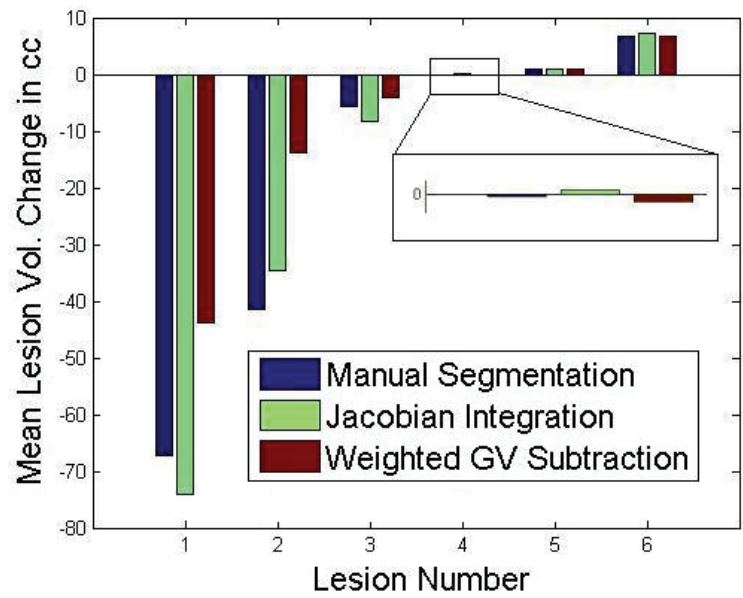 Mean Lesion Vol. Change in cc
10
0
-10
-20
-30
-40
-50
-60
-70
-80
0
Manual Segmentation
Jacobian Integration
Weighted GV Subtraction
1 2 3 4 5 6
Lesion Number